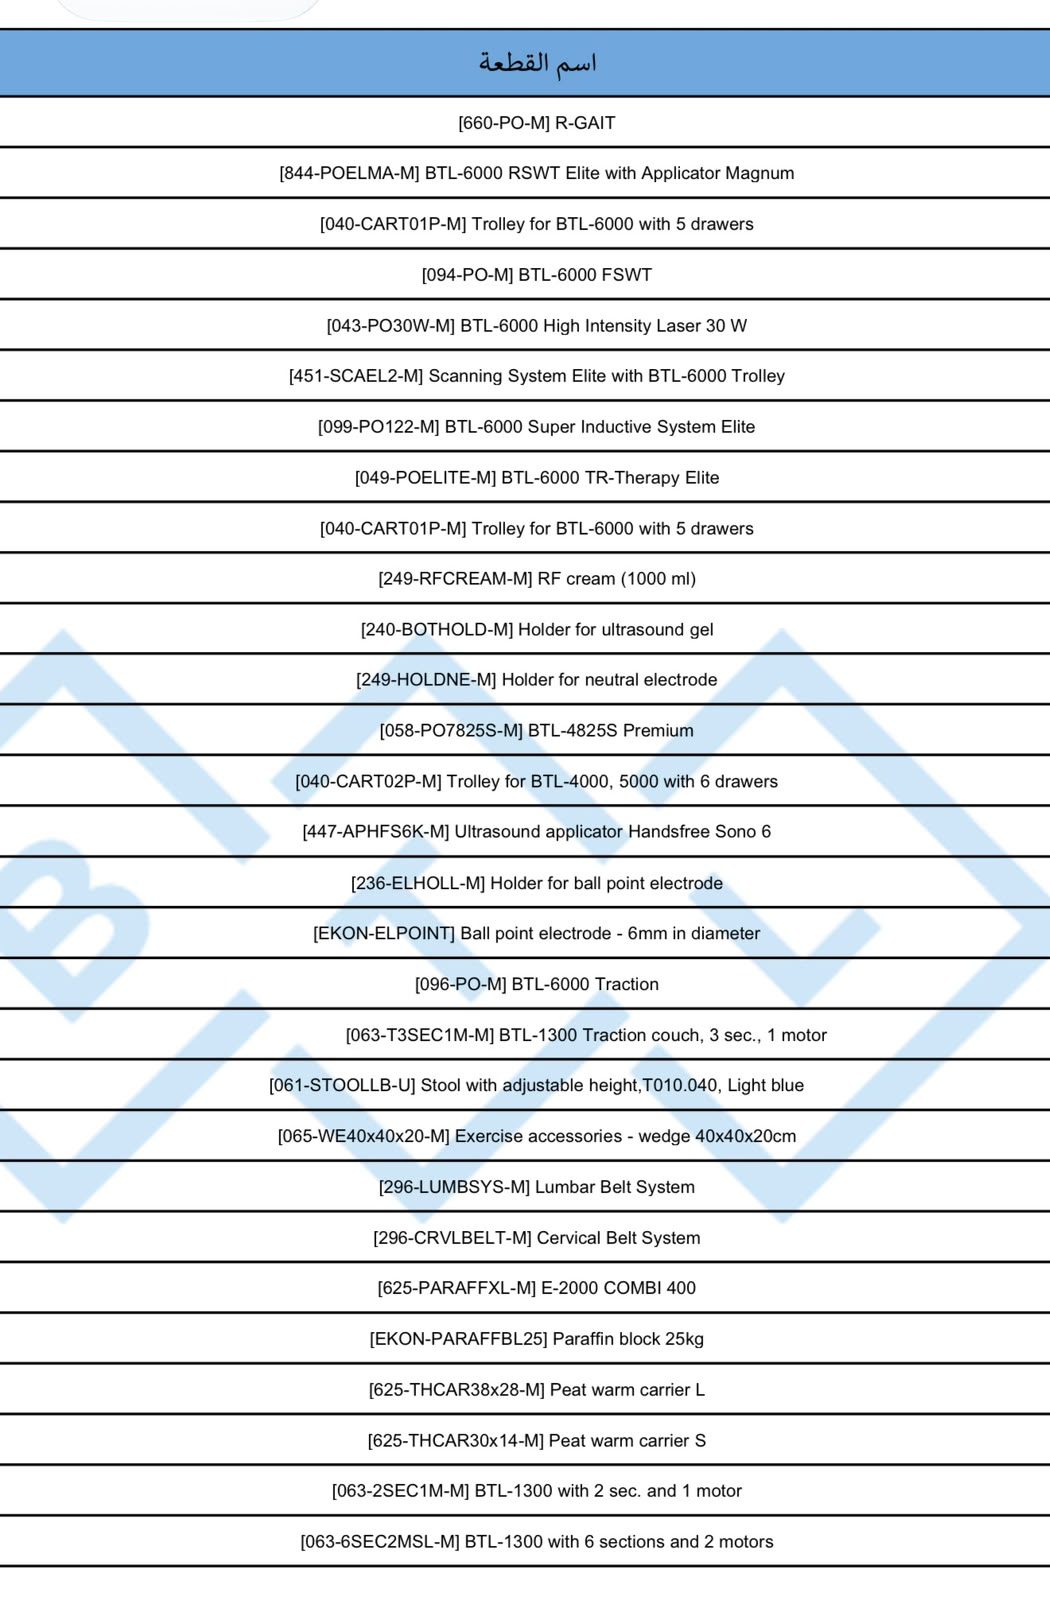 اسم القطعة
[660-PO-M] R-GAIT
[844-POELMA-M] BTL-6000 RSWT Elite with Applicator Magnum
[040-CART01P-M] Trolley for BTL-6000 with 5 drawers
[094-PO-M] BTL-6000 FSWT
[043-PO30W-M] BTL-6000 High Intensity Laser 30 W
[451-SCAEL2-M] Scanning System Elite with BTL-6000 Trolley
[099-PO122-M] BTL-6000 Super Inductive System Elite
[049-POELITE-M] BTL-6000 TR-Therapy Elite
[040-CART01P-M] Trolley for BTL-6000 with 5 drawers
[249-RFCREAM-M] RF cream (1000 ml)
[240-BOTHOLD-M] Holder for ultrasound gel
[249-HOLDNE-M] Holder for neutral electrode
[058-PO7825S-M] BTL-4825S Premium
[040-CART02P-M] Trolley for BTL-4000, 5000 with 6 drawers
[447-APHFS6K-M] Ultrasound applicator Handsfree Sono 6
[236-ELHOLL-M] Holder for ball point electrode
[EKON-ELPOINT] Ball point electrode - 6mm in diameter
[096-PO-M] BTL-6000 Traction
[063-T3SEC1M-M] BTL-1300 Traction couch, 3 sec., 1 motor
[061-STOOLLB-U] Stool with adjustable height,T010.040, Light blue
[065-WE40x40x20-M] Exercise accessories - wedge 40x40x20cm
[296-LUMBSYS-M] Lumbar Belt System
[296-CRVLBELT-M] Cervical Belt System
[625-PARAFFXL-M] E-2000 COMBI 400
[EKON-PARAFFBL25] Paraffin block 25kg
[625-THCAR38x28-M] Peat warm carrier L
[625-THCAR30x14-M] Peat warm carrier S
[063-2SEC1M-M] BTL-1300 with 2 sec. and 1 motor
[063-6SEC2MSL-M] BTL-1300 with 6 sections and 2 motors
BTL